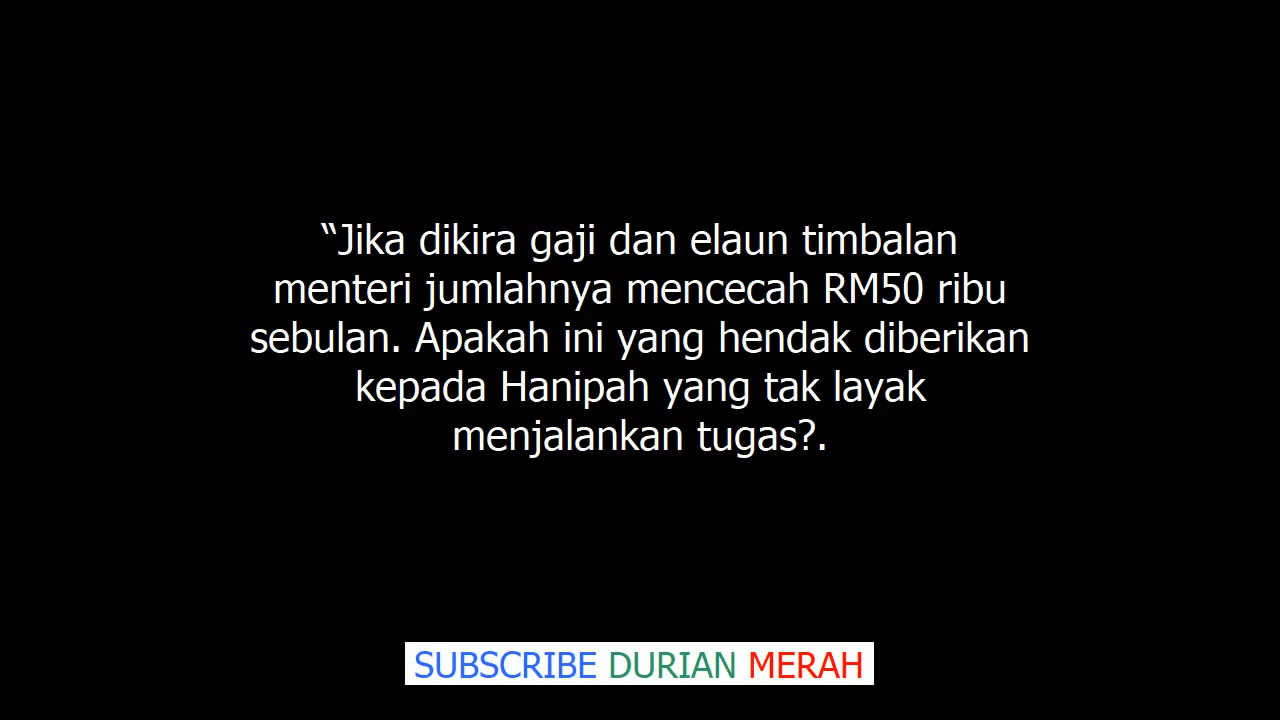 “Jika dikira gaji dan elaun timbalan
menteri jumlahnya mencecah RM50 ribu
sebulan. Apakah ini yang hendak diberikan
kepada Hanipah yang tak layak
menjalankan tugas?.
SUBSCRIBE DURIAN MERAH